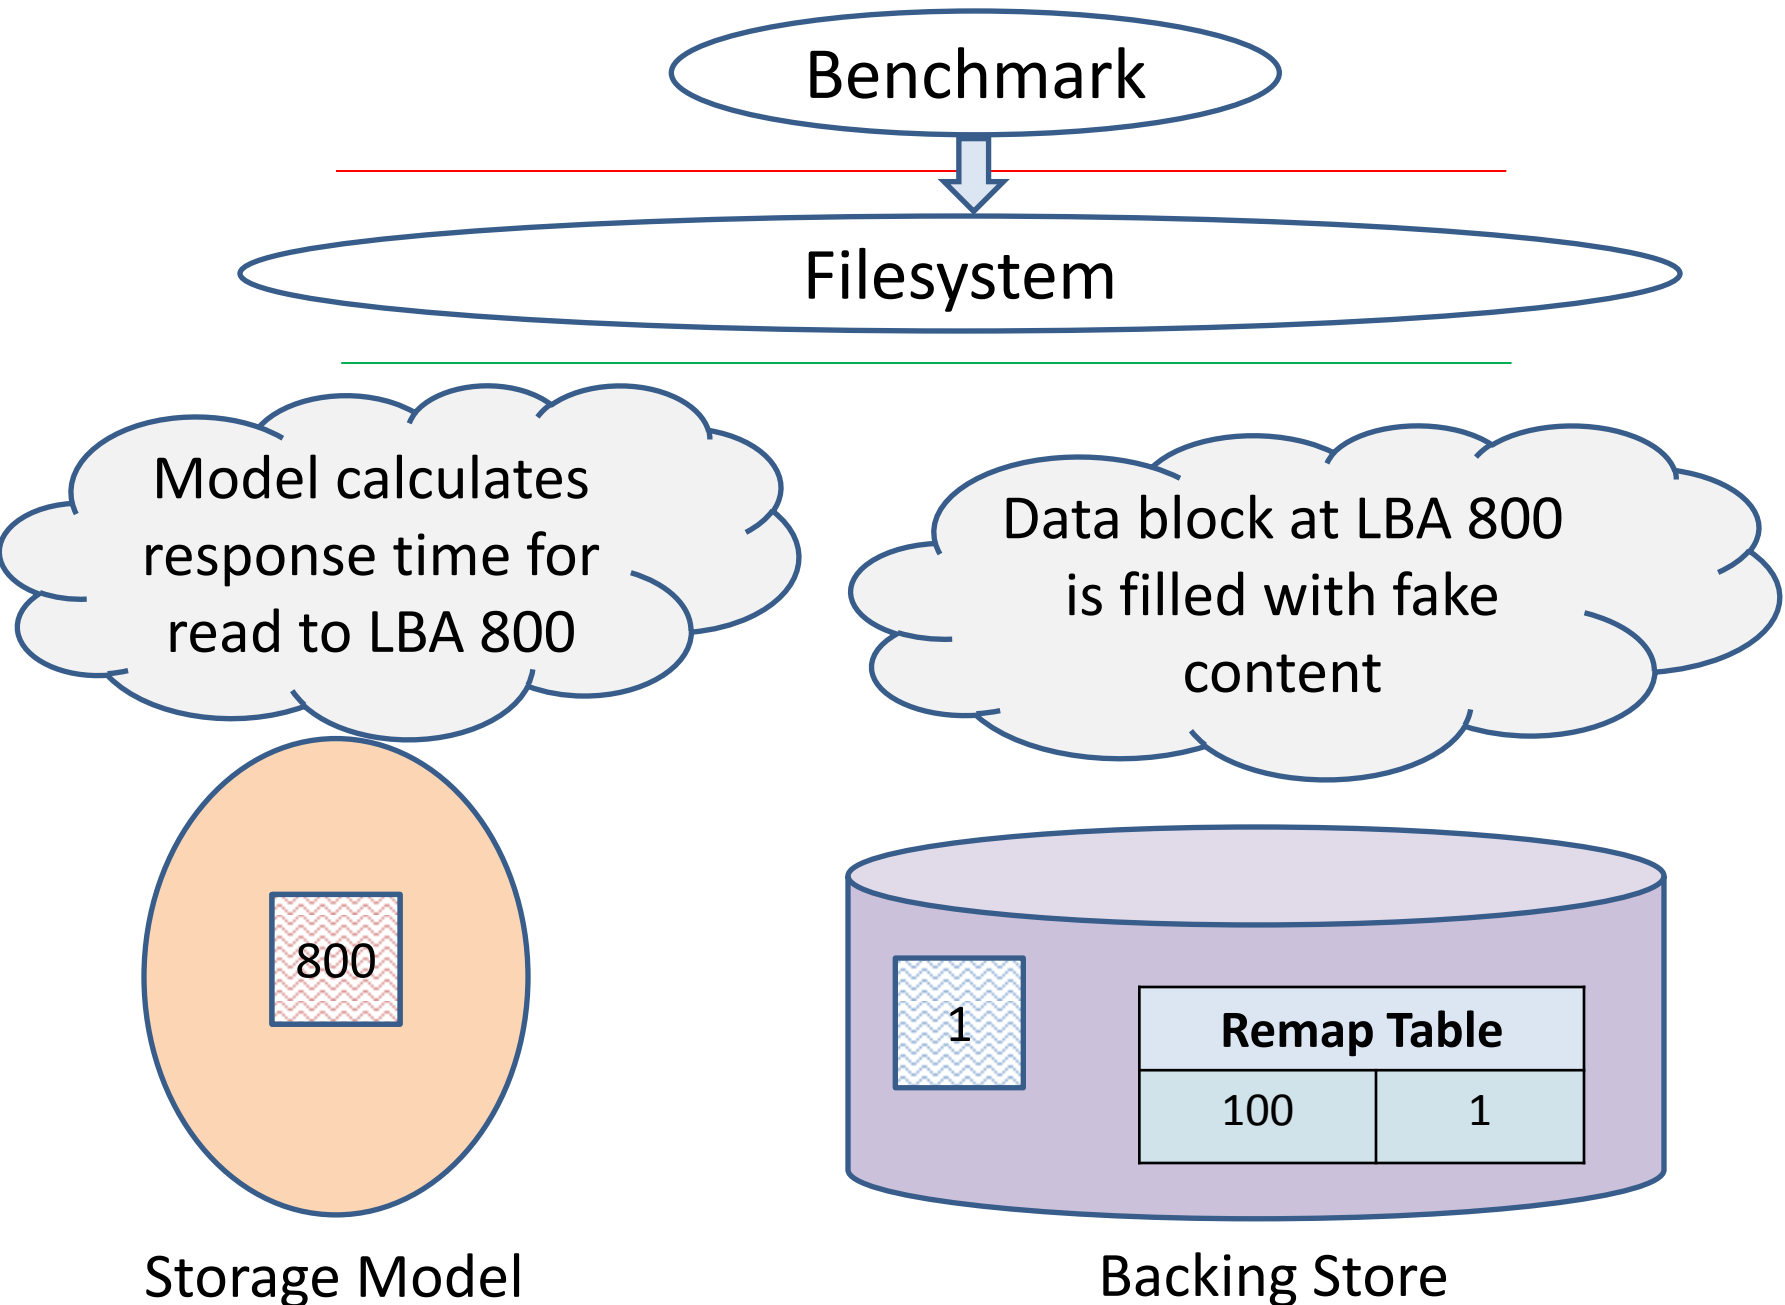 Benchmark
Filesystem
Model calculates
response time for
read to LBA 800
Data block at LBA 800
is filled with fake
content
800
1
Remap Table
100 1
Storage Model
Backing Store